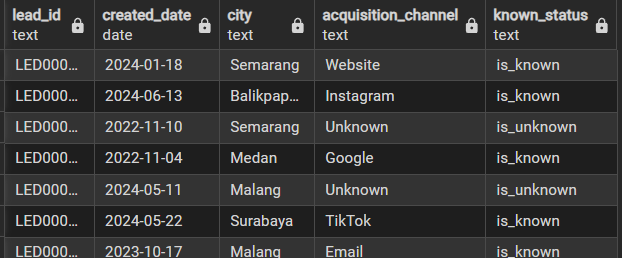 lead_id created_date city acquisition_channel known_status
text date text text text
LED000... 2024-01-18 Semarang Website is_known
LED000... 2024-06-13 Balikpap... Instagram is_known
LED000... 2022-11-10 Semarang Unknown is_unknown
LED000... 2022-11-04 Medan Google is_known
LED000... 2024-05-11 Malang Unknown is_unknown
LED000... 2024-05-22 Surabaya TikTok is_known
LED000... 2023-10-17 Malang Email is_known